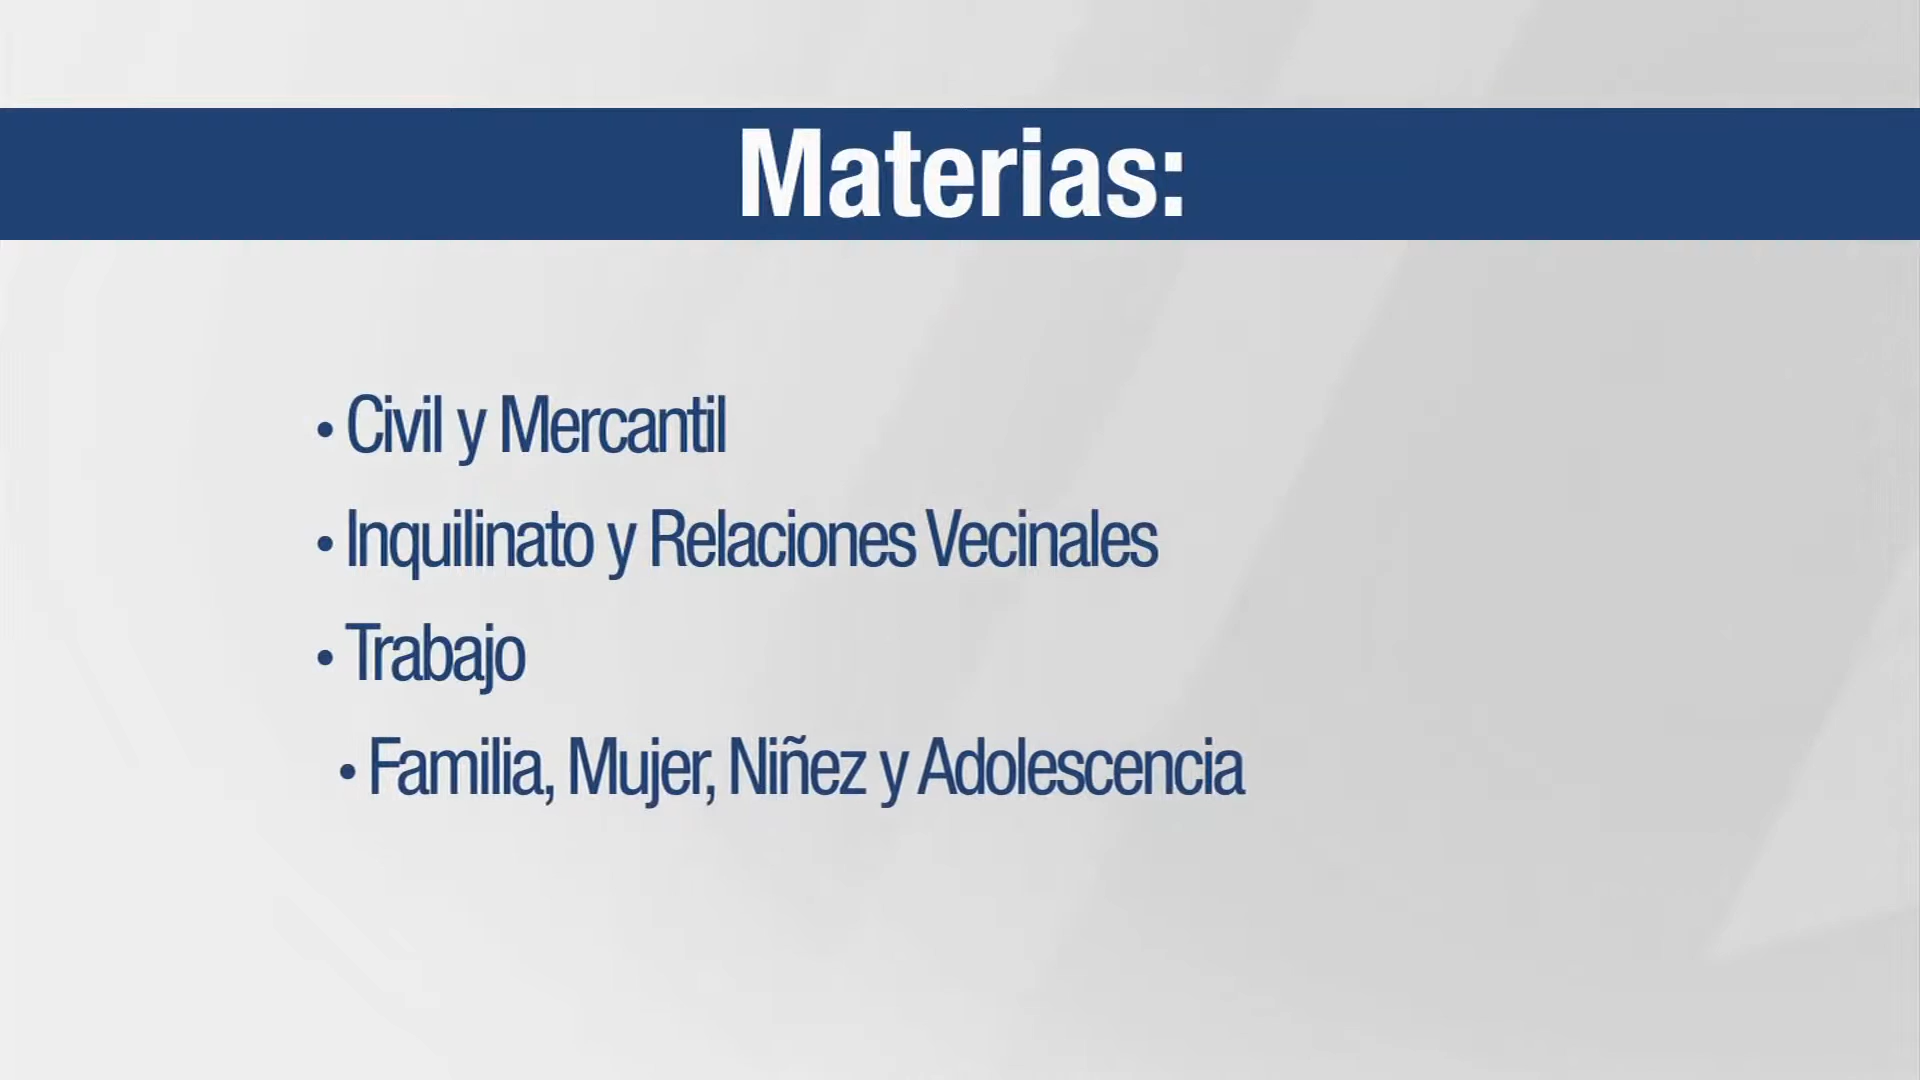 Materias:
• Civil y Mercantil
• Inquilinato y Relaciones Vecinales
• Trabajo
• Familia, Mujer, Niñez y Adolescencia